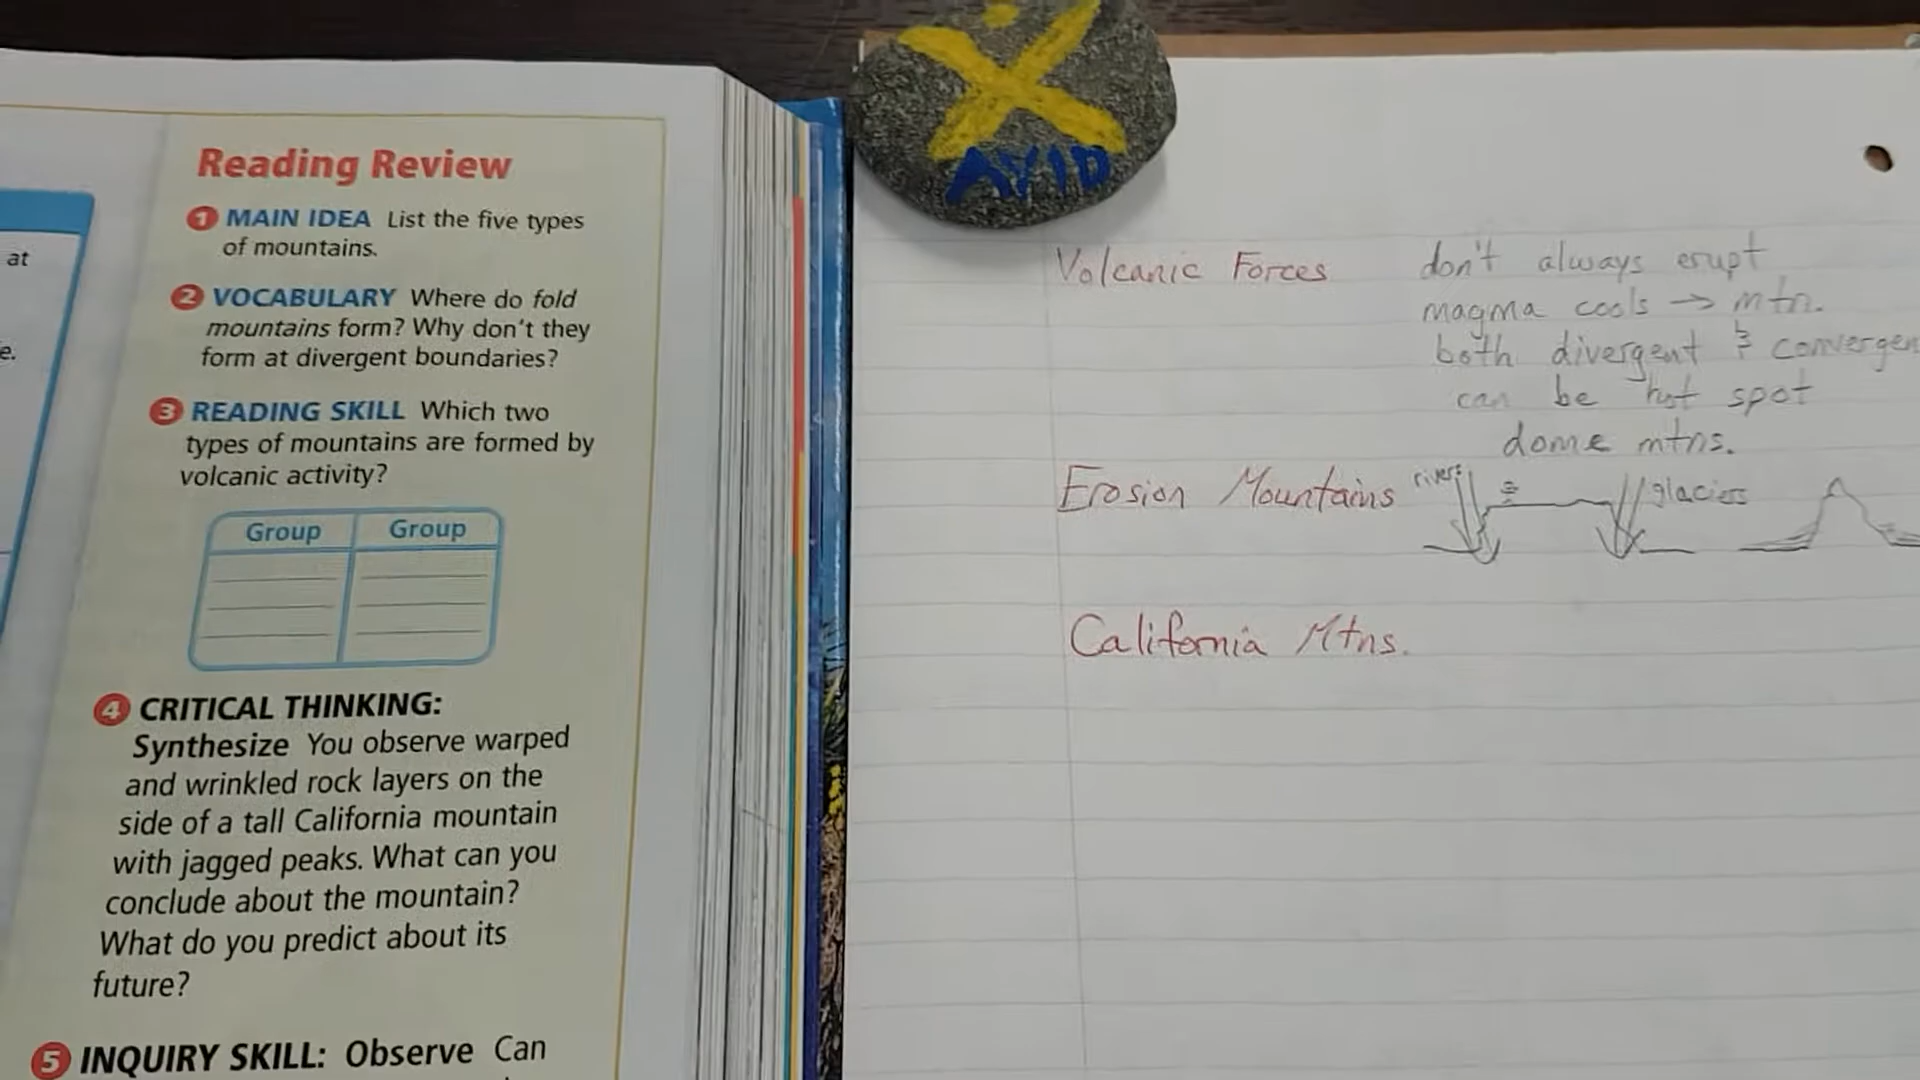 at
e.
Reading Review
1 MAIN IDEA List the five types
of mountains.
2 VOCABULARY Where do fold
mountains form? Why don't they
form at divergent boundaries?
3 READING SKILL Which two
types of mountains are formed by
volcanic activity?
Group Group
4 CRITICAL THINKING:
Synthesize You observe warped
and wrinkled rock layers on the
side of a tall California mountain
with jagged peaks. What can you
conclude about the mountain?
What do you predict about its
future?
5 INQUIRY SKILL: Observe Can
AVID
Volcanic Forces don't always erupt
magma cools → mtn.
both divergent & convergen
can be hot spot
dome mtns.
Erosion Mountains rivers glaciers
California Mtns.